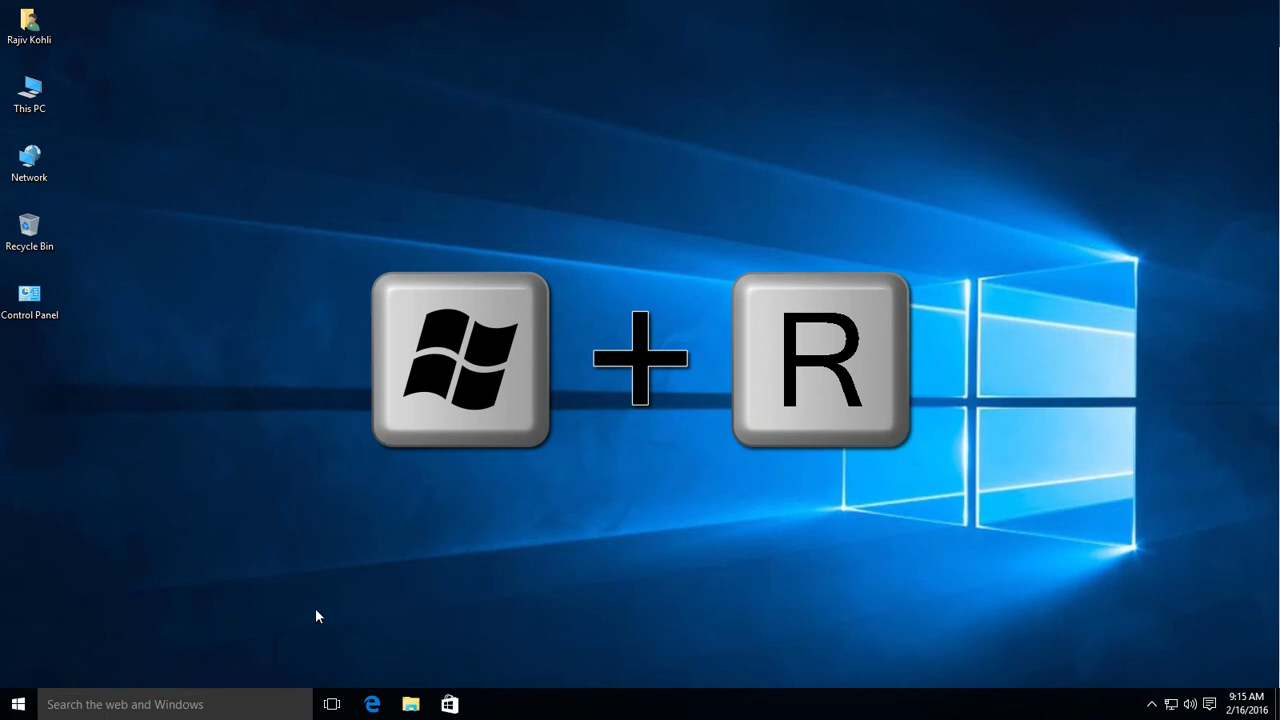 Rajiv Kohli
This PC
Network
Recycle Bin
Control Panel
R
Search the web and Windows
9:15 AM
2/16/2016